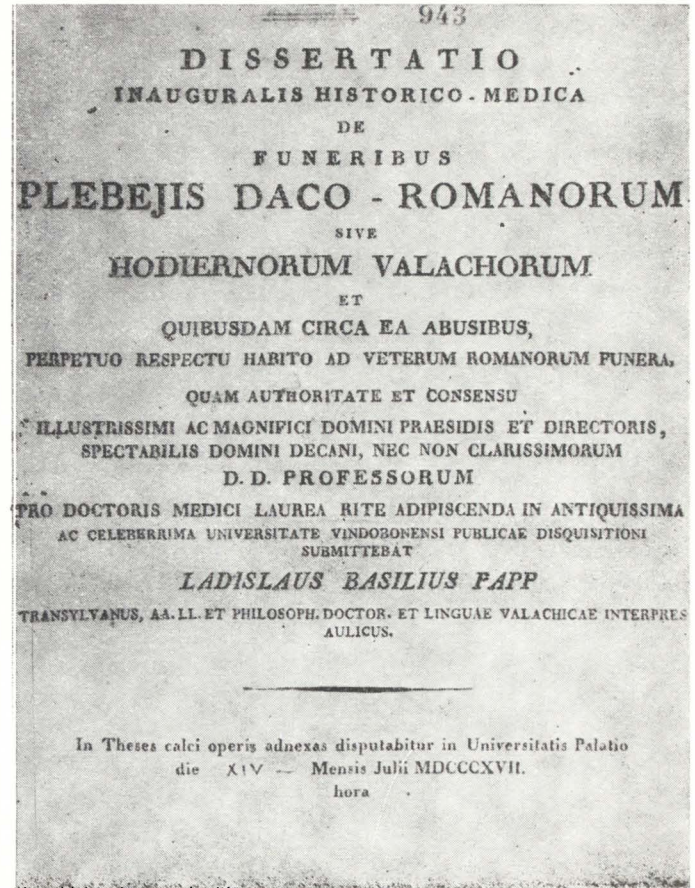 943
DISSERTATIO
INAUGURALIS HISTORICO-MEDICA
DE
FUNERIBUS
PLEBEJIS DACO-ROMANORUM
SIVE
HODIERNORUM VALACHORUM
ET
QUIBUSDAM CIRCA EA ABUSIBUS,
PERPETUO RESPECTU HABITO AD VETERUM ROMANORUM FUNERA,
QUAM AUTHORITATE ET CONSENSU
ILLUSTRISSIMI AC MAGNIFICI DOMINI PRAESIDIS ET DIRECTORIS,
SPECTABILIS DOMINI DECANI, NEC NON CLARISSIMORUM
D. D. PROFESSORUM
PRO DOCTORIS MEDICI LAUREA RITE ADIPISCENDA IN ANTIQUISSIMA
AC CELEBERRIMA UNIVERSITATE VINDOBONENSI PUBLICAE DISQUISITIONI
SUBMITTEBAT
LADISLAUS BASILIUS PAPP
TRANSYLVANUS, AA. LL. ET PHILOSOPH. DOCTOR. ET LINGUAE VALACHICAE INTERPRES
AULICUS.
In Theses calci operis adnexas disputabitur in Universitatis Palatio
die XIV — Mensis Julii MDCCCXVII.
hora